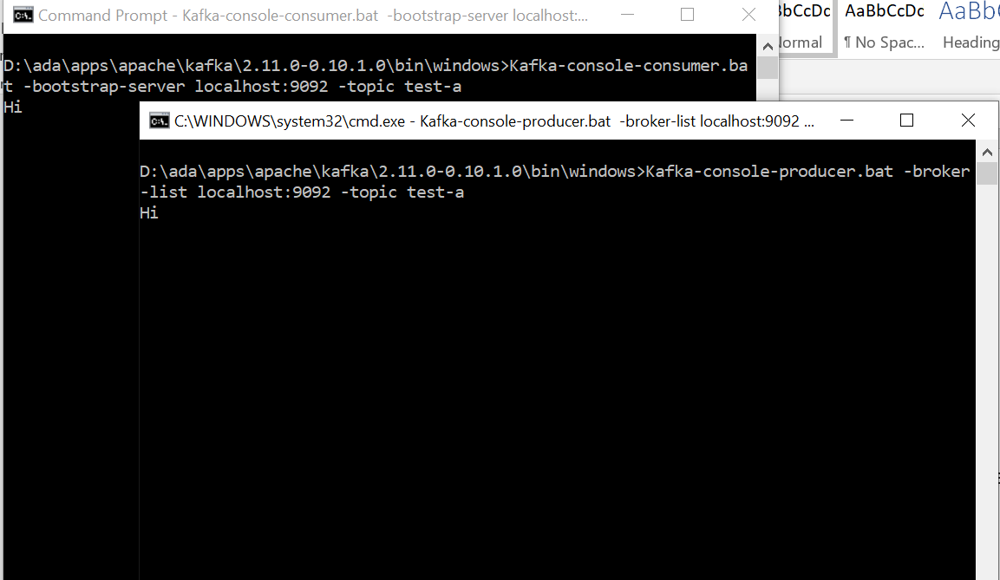 Command Prompt - Kafka-console-consumer.bat -bootstrap-server localhost:...
AaBbCcDc
AaBb
¶ No Spac...
Heading
D:\ada\apps\apache\kafka\2.11.0-0.10.1.0\bin\windows>Kafka-console-consumer.ba
t -bootstrap-server localhost:9092 -topic test-a
Hi
C:\WINDOWS\system32\cmd.exe - Kafka-console-producer.bat -broker-list localhost:9092 ...
D:\ada\apps\apache\kafka\2.11.0-0.10.1.0\bin\windows>Kafka-console-producer.bat -broker
-list localhost:9092 -topic test-a
Hi